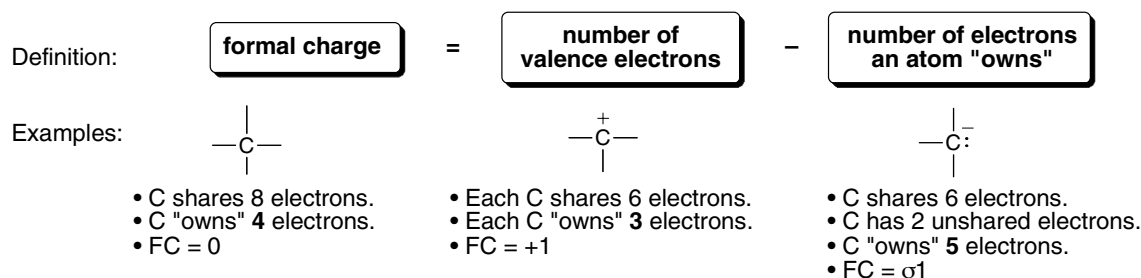 Definition: formal charge = number of valence electrons – number of electrons an atom "owns"
Examples:
C
+
C
–
C:
• C shares 8 electrons.
• C "owns" 4 electrons.
• FC = 0
• Each C shares 6 electrons.
• Each C "owns" 3 electrons.
• FC = +1
• C shares 6 electrons.
• C has 2 unshared electrons.
• C "owns" 5 electrons.
• FC = σ1